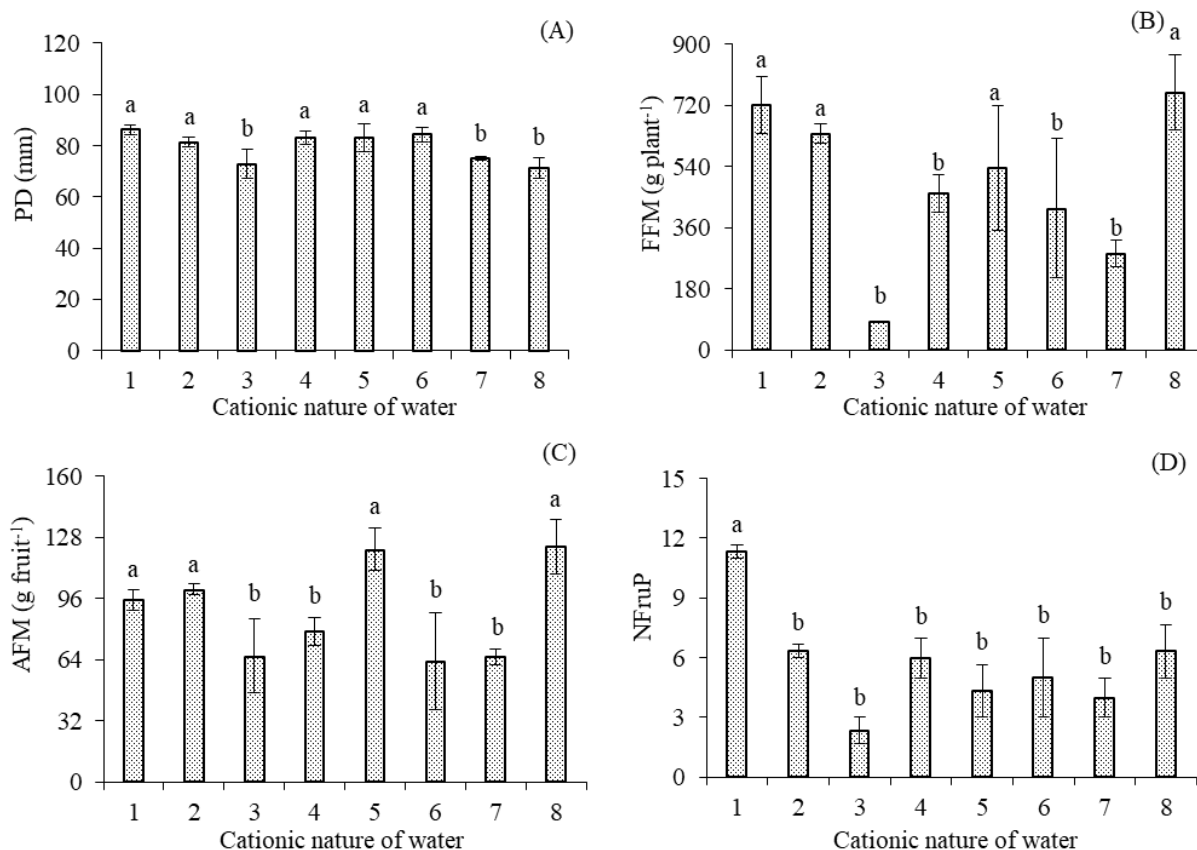 (A)
PD (mm)
120
100
80
60
40
20
0
a a b a a a b b
1 2 3 4 5 6 7 8
Cationic nature of water
(B)
FFM (g plant⁻¹)
900
720
540
360
180
0
a a b b a b b a
1 2 3 4 5 6 7 8
Cationic nature of water
(C)
AFM (g fruit⁻¹)
160
128
96
64
32
0
a a b b a b b a
1 2 3 4 5 6 7 8
Cationic nature of water
(D)
NFruP
15
12
9
6
3
0
a b b b b b b b
1 2 3 4 5 6 7 8
Cationic nature of water